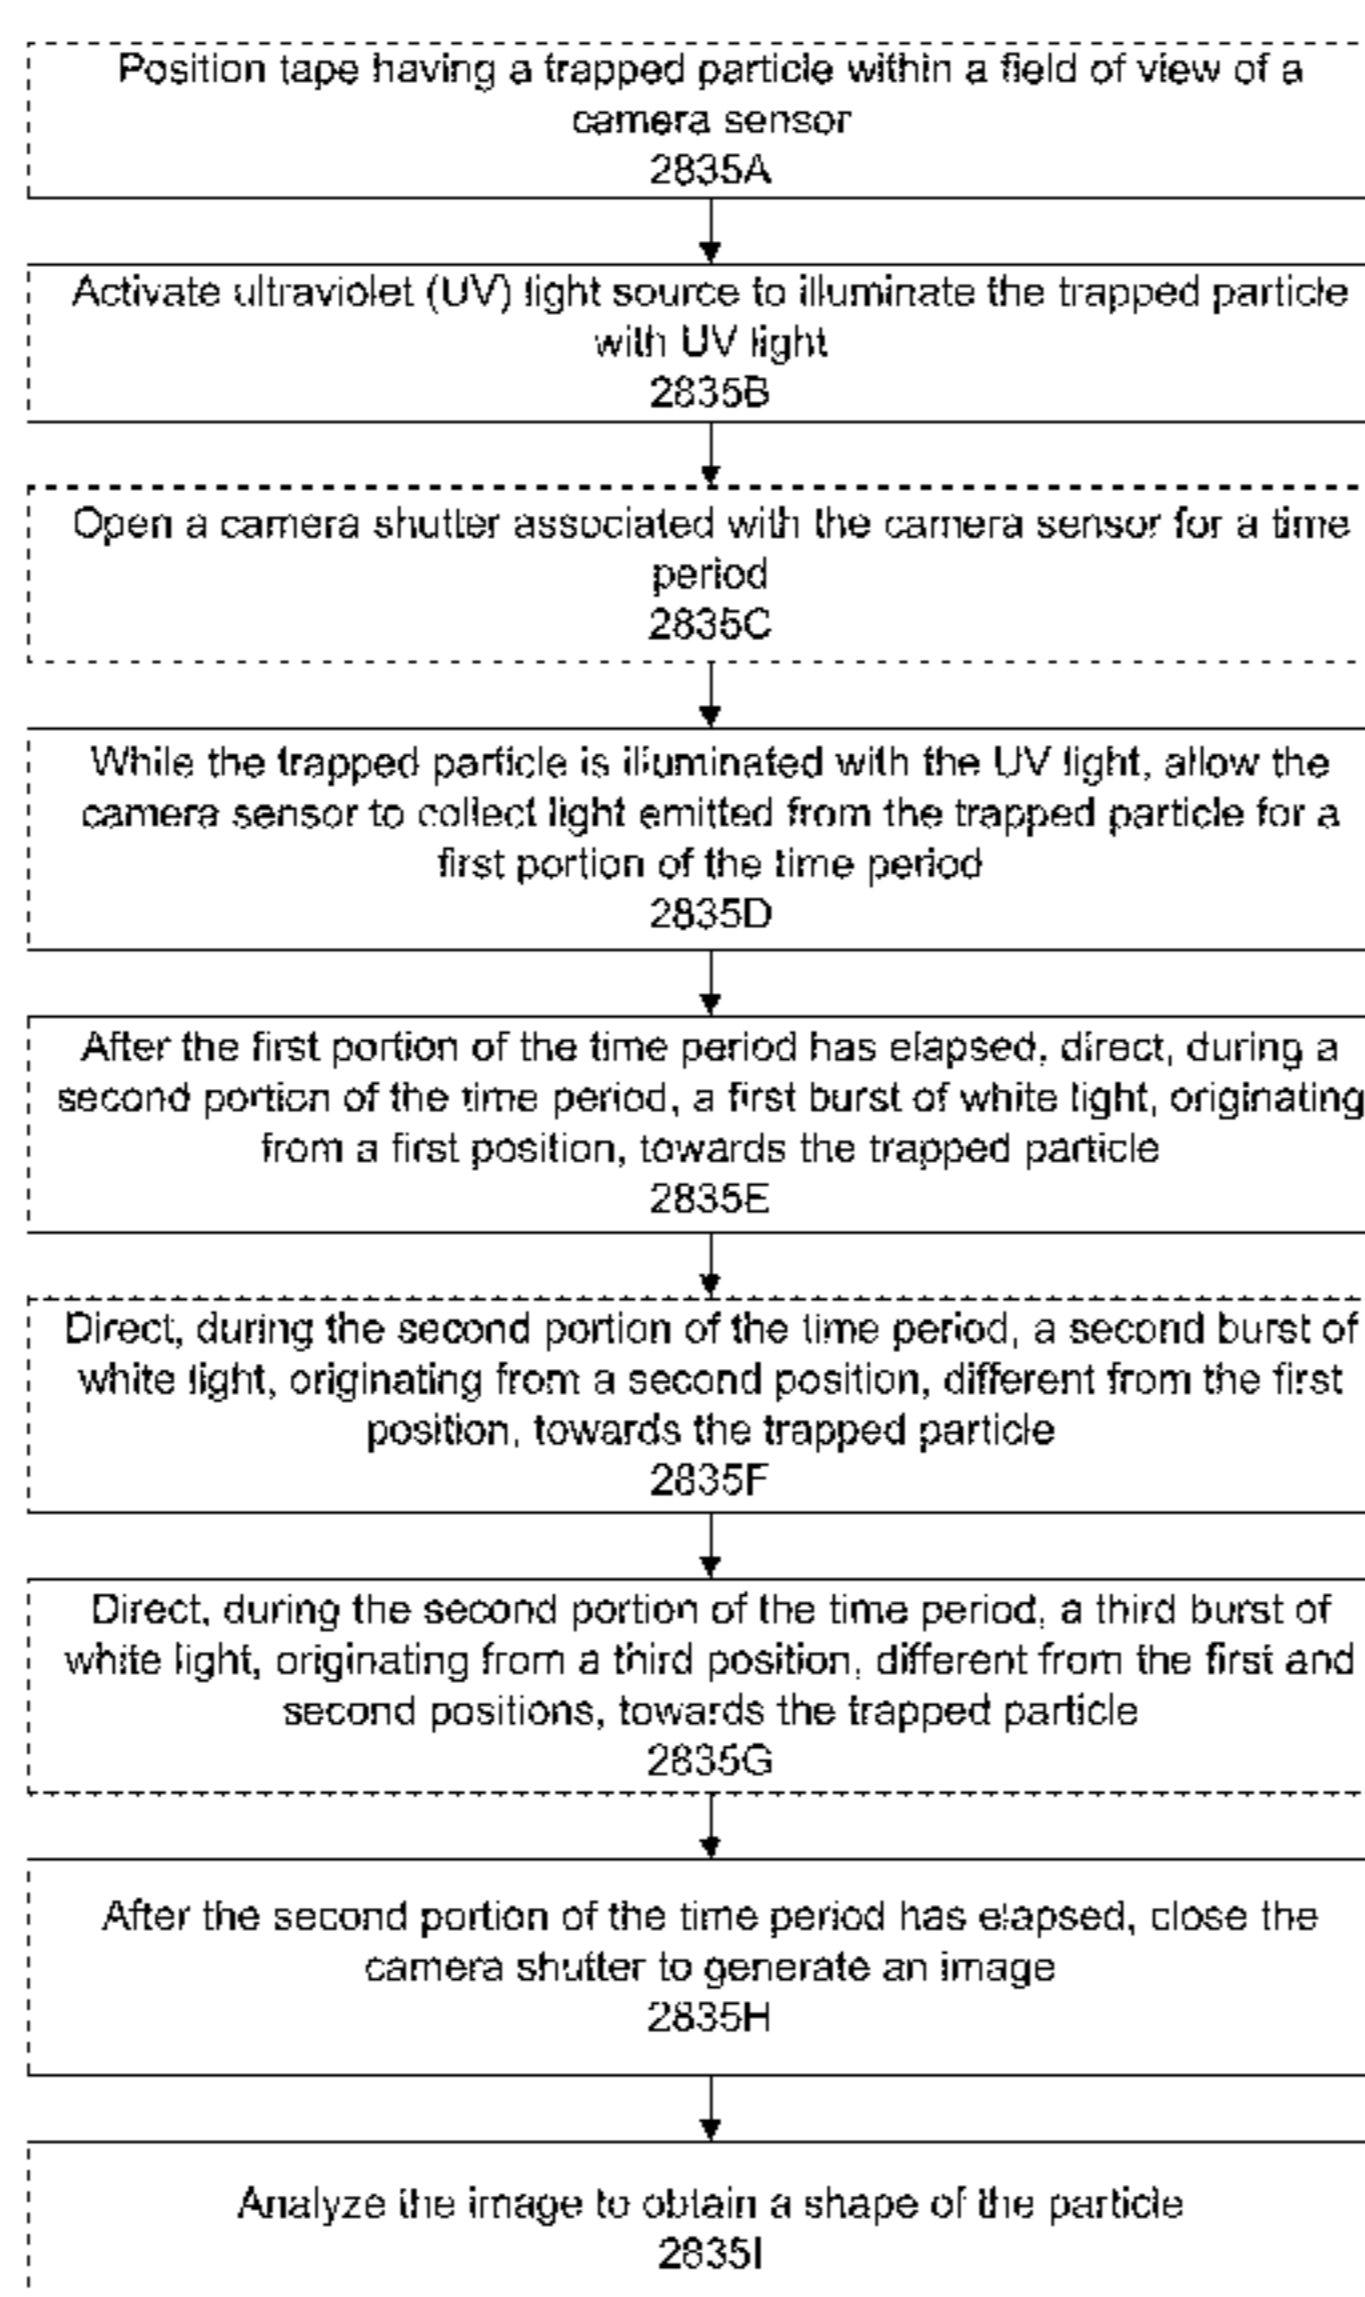 Position tape having a trapped particle within a field of view of a
camera sensor
2835A
Activate ultraviolet (UV) light source to illuminate the trapped particle
with UV light
2835B
Open a camera shutter associated with the camera sensor for a time
period
2835C
While the trapped particle is illuminated with the UV light, allow the
camera sensor to collect light emitted from the trapped particle for a
first portion of the time period
2835D
After the first portion of the time period has elapsed, direct, during a
second portion of the time period, a first burst of white light, originating
from a first position, towards the trapped particle
2835E
Direct, during the second portion of the time period, a second burst of
white light, originating from a second position, different from the first
position, towards the trapped particle
2835F
Direct, during the second portion of the time period, a third burst of
white light, originating from a third position, different from the first and
second positions, towards the trapped particle
2835G
After the second portion of the time period has elapsed, close the
camera shutter to generate an image
2835H
Analyze the image to obtain a shape of the particle
2835I